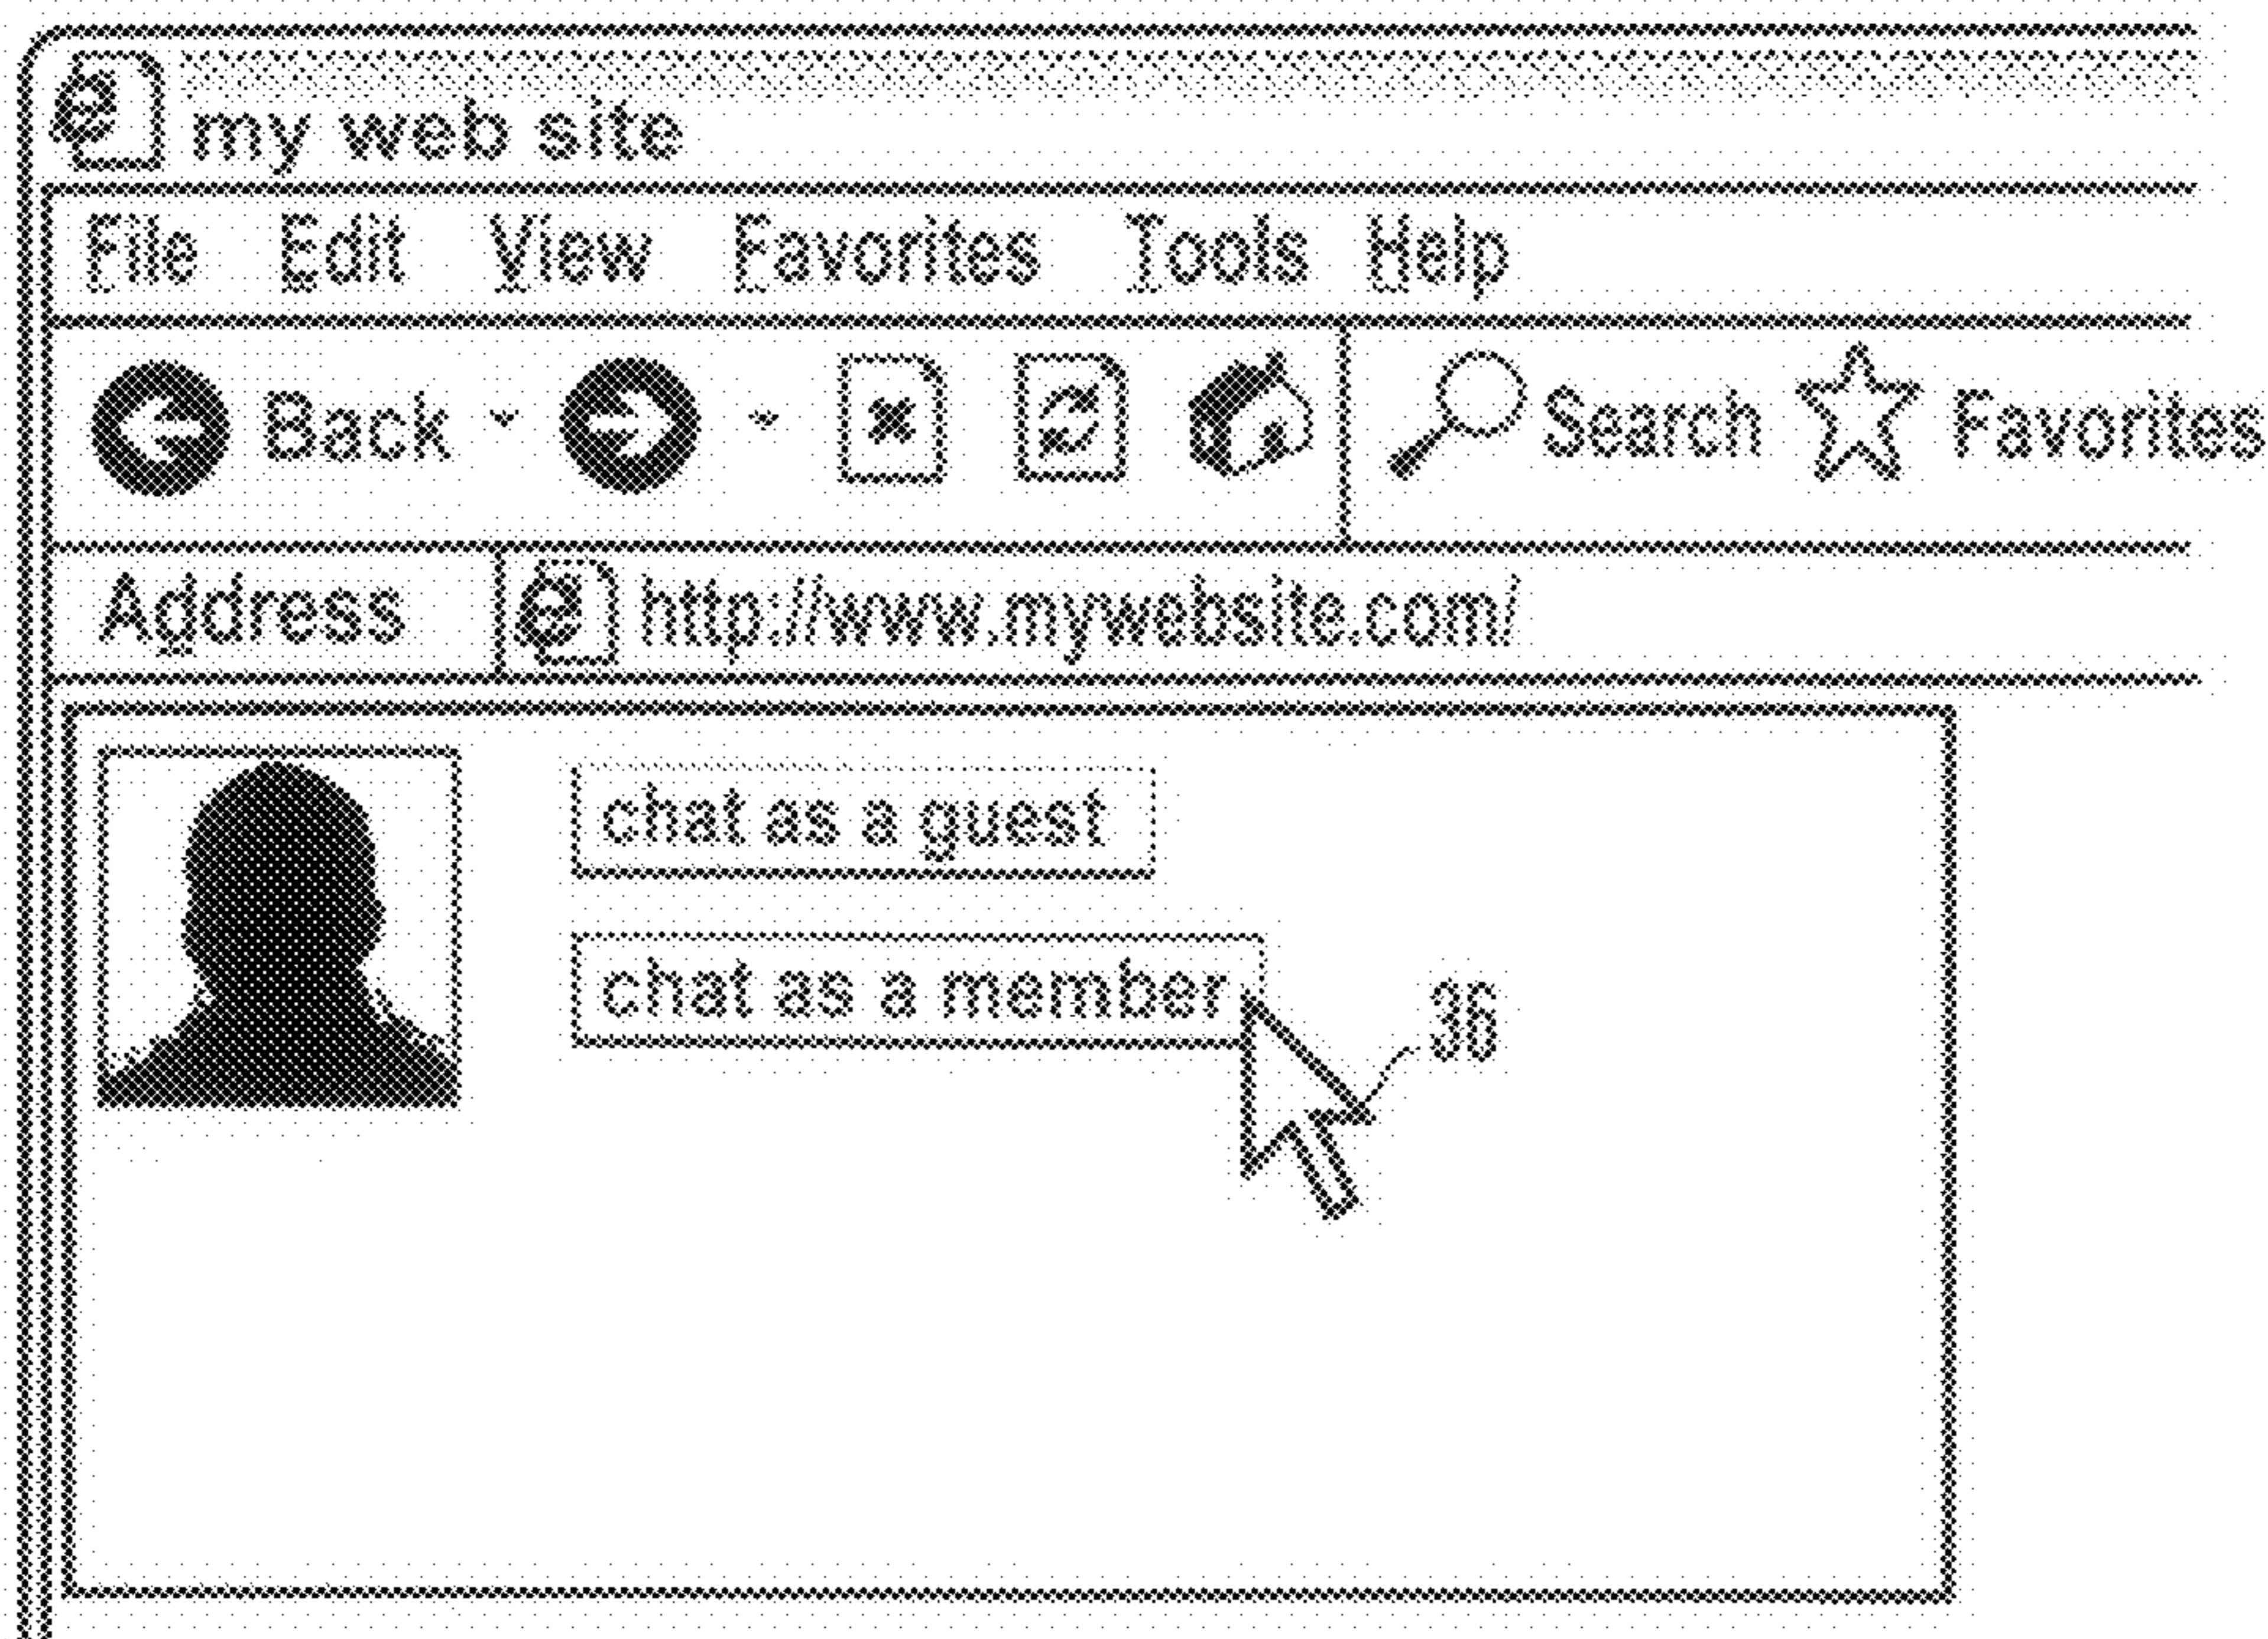 my web site
File Edit View Favorites Tools Help
Back Search Favorites
Address http://www.mywebsite.com/
chat as a guest
chat as a member
36